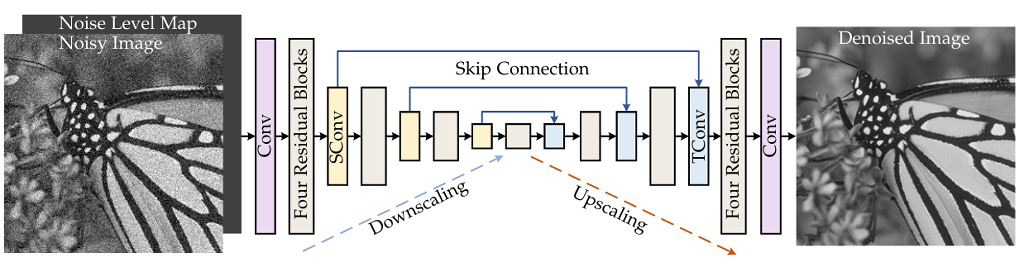 Noise Level Map
Noisy Image
Conv
Four Residual Blocks
SConv
Skip Connection
Downscaling
Upscaling
TConv
Four Residual Blocks
Conv
Denoised Image